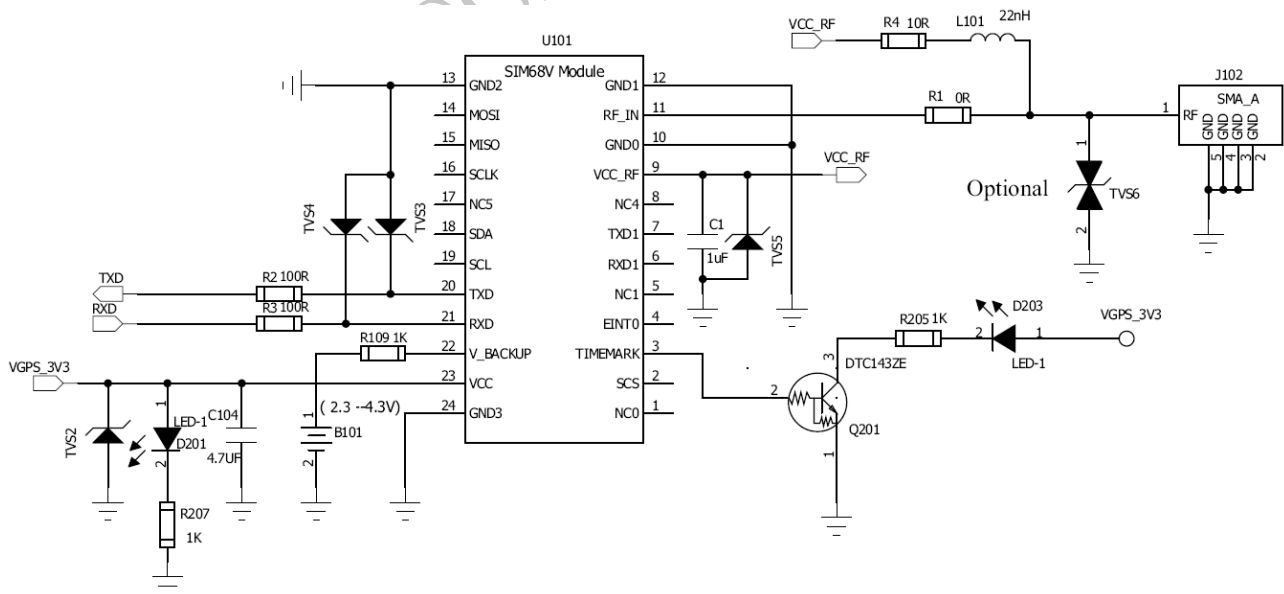 VCC_RF
R4 10R
L101
22nH
U101
SIM68V Module
13 GND2
GND1 12
14 MOSI
RF_IN 11
15 MISO
GND0 10
16 SCLK
VCC_RF 9
17 NC5
NC4 8
18 SDA
TXD1 7
19 SCL
RXD1 6
20 TXD
NC1 5
21 RXD
EINT0 4
22 V_BACKUP
TIMEMARK 3
23 VCC
SCS 2
24 GND3
NC0 1
R1 0R
J102
SMA_A
1 RF
GND
GND
GND
GND
5
4
3
2
VCC_RF
Optional
1
TVS6
2
C1
1uF
TVS5
TVS4
TVS3
TXD
R2 100R
RXD
R3 100R
R109 1K
VGPS_3V3
( 2.3 --4.3V)
1
B101
2
TVS2
1
LED-1
D201
2
C104
4.7UF
R207
1K
R205 1K
D203
2
1
LED-1
VGPS_3V3
3
DTC143ZE
2
Q201
1